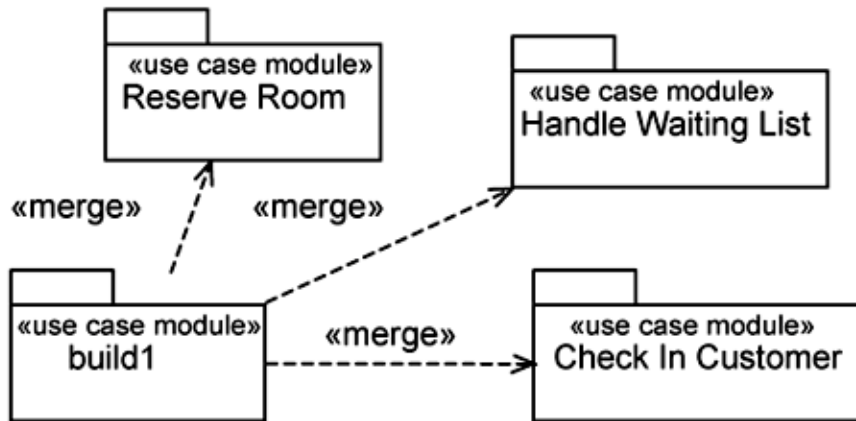 «use case module»
Reserve Room
«use case module»
Handle Waiting List
«merge»
«merge»
«use case module»
build1
«merge»
«use case module»
Check In Customer